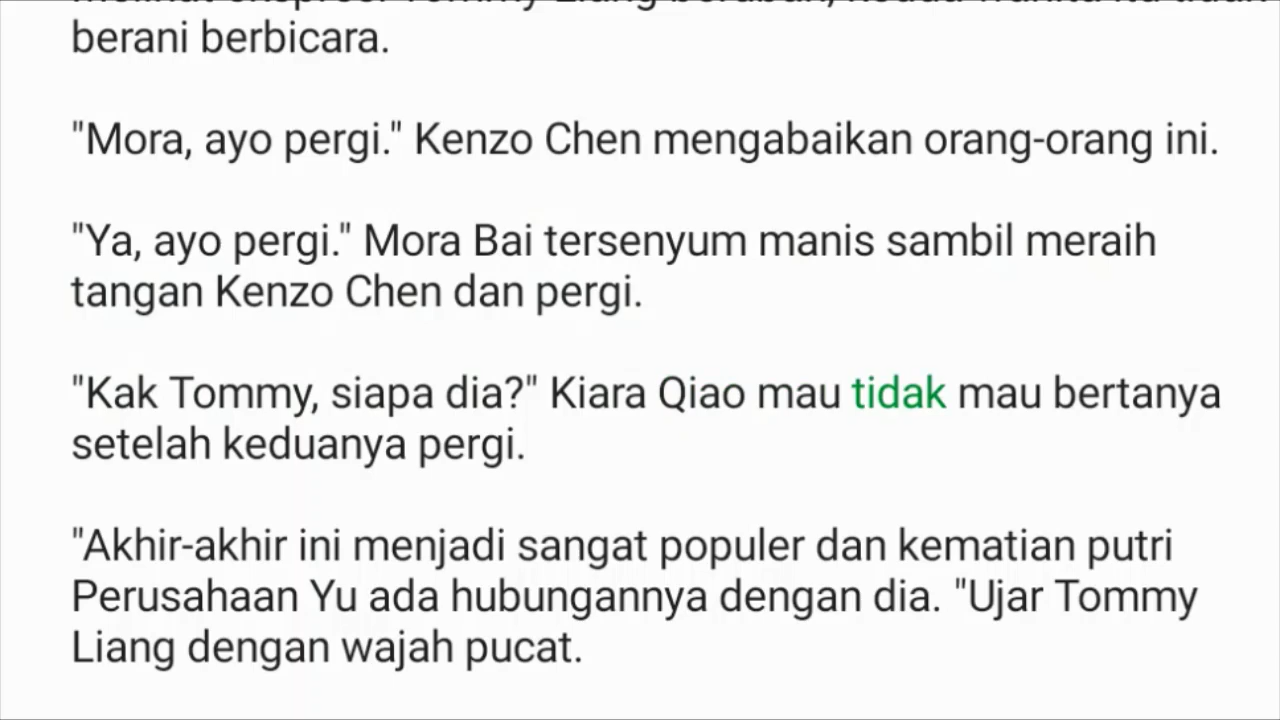 berani berbicara.
"Mora, ayo pergi." Kenzo Chen mengabaikan orang-orang ini.
"Ya, ayo pergi." Mora Bai tersenyum manis sambil meraih
tangan Kenzo Chen dan pergi.
"Kak Tommy, siapa dia?" Kiara Qiao mau tidak mau bertanya
setelah keduanya pergi.
"Akhir-akhir ini menjadi sangat populer dan kematian putri
Perusahaan Yu ada hubungannya dengan dia. "Ujar Tommy
Liang dengan wajah pucat.